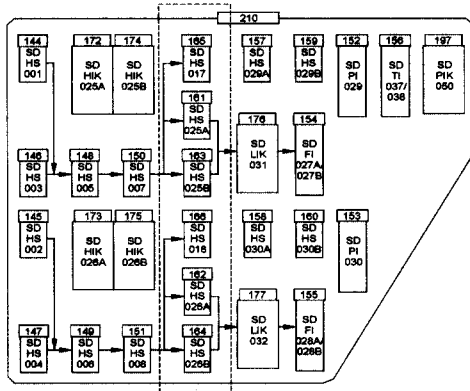 210
144
SD
HS
001
172
SD
HIK
025A
174
SD
HIK
025B
165
SD
HS
017
157
SD
HS
029A
159
SD
HS
029B
152
SD
PI
029
156
SD
TI
037/
038
197
SD
PIK
050
161
SD
HS
025A
146
SD
HS
003
148
SD
HS
005
150
SD
HS
007
163
SD
HS
025B
176
SD
LIK
031
154
SD
FI
027A/
027B
145
SD
HS
002
173
SD
HIK
026A
175
SD
HIK
026B
166
SD
HS
018
158
SD
HS
030A
160
SD
HS
030B
153
SD
PI
030
162
SD
HS
026A
147
SD
HS
004
149
SD
HS
006
151
SD
HS
008
164
SD
HS
026B
177
SD
LIK
032
155
SD
FI
028A/
028B